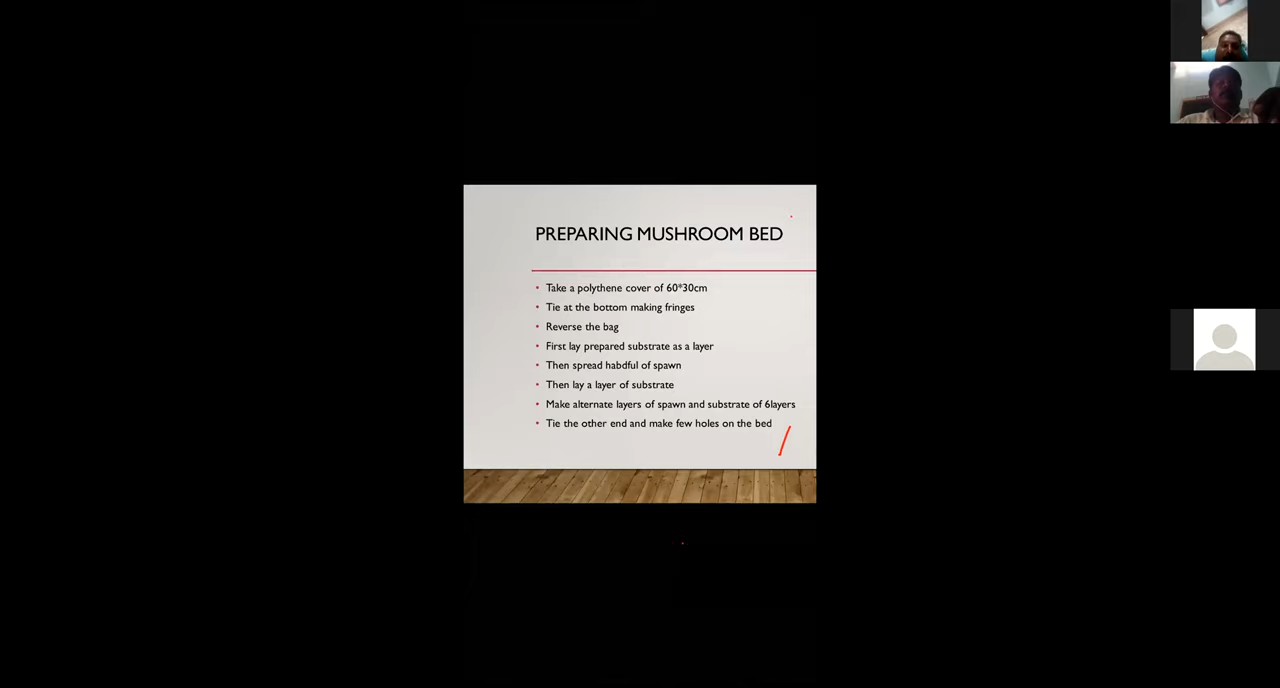 PREPARING MUSHROOM BED
• Take a polythene cover of 60*30cm
• Tie at the bottom making fringes
• Reverse the bag
• First lay prepared substrate as a layer
• Then spread habdful of spawn
• Then lay a layer of substrate
• Make alternate layers of spawn and substrate of 6layers
• Tie the other end and make few holes on the bed